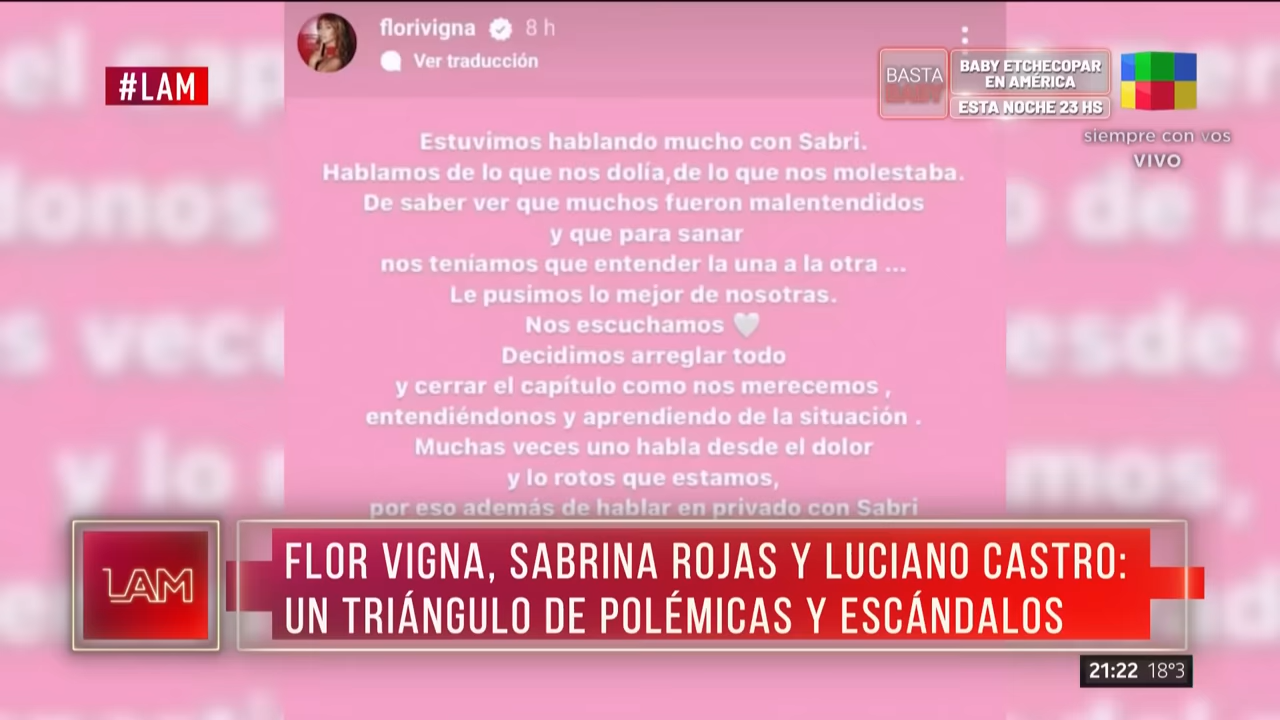 florivigna 8 h
Ver traducción
#LAM
BASTA BABY
BABY ETCHECOPAR
EN AMÉRICA
ESTA NOCHE 23 HS
siempre con vos
VIVO
Estuvimos hablando mucho con Sabri.
Hablamos de lo que nos dolía,de lo que nos molestaba.
De saber ver que muchos fueron malentendidos
y que para sanar
nos teníamos que entender la una a la otra ...
Le pusimos lo mejor de nosotras.
Nos escuchamos 🤍
Decidimos arreglar todo
y cerrar el capítulo como nos merecemos ,
entendiéndonos y aprendiendo de la situación .
Muchas veces uno habla desde el dolor
y lo rotos que estamos,
por eso además de hablar en privado con Sabri
LAM
FLOR VIGNA, SABRINA ROJAS Y LUCIANO CASTRO:
UN TRIÁNGULO DE POLÉMICAS Y ESCÁNDALOS
21:22 18°3